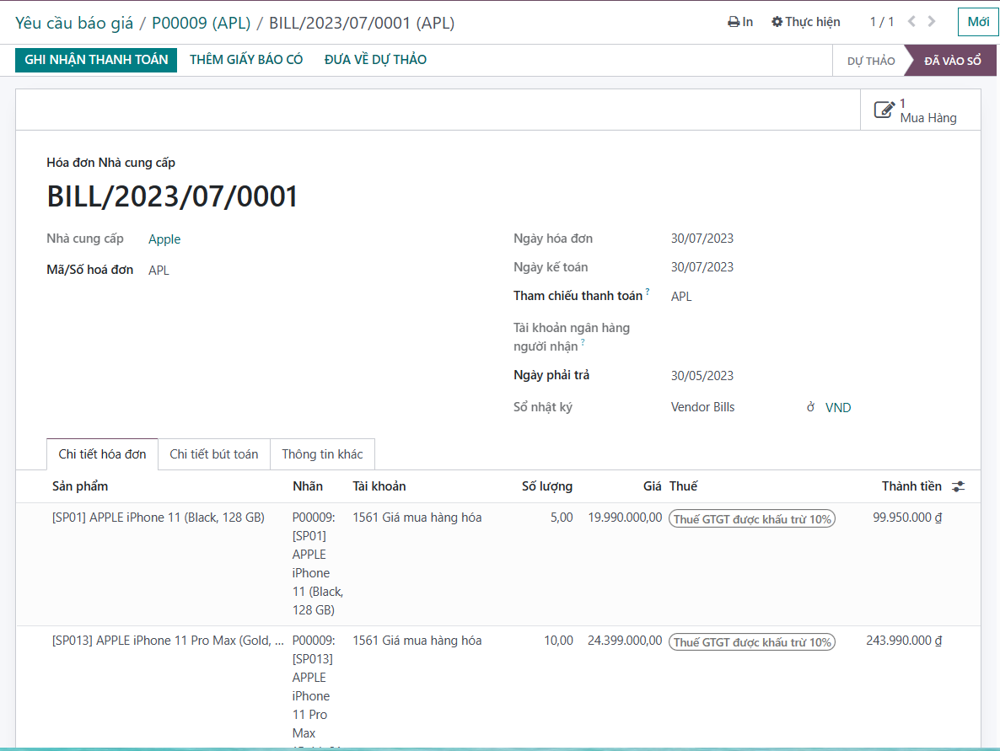 Yêu cầu báo giá / P00009 (APL) / BILL/2023/07/0001 (APL)
In
Thực hiện
1 / 1
Mới
GHI NHẬN THANH TOÁN
THÊM GIẤY BÁO CÓ
ĐƯA VỀ DỰ THẢO
DỰ THẢO
ĐÃ VÀO SỔ
1
Mua Hàng
Hóa đơn Nhà cung cấp
BILL/2023/07/0001
Nhà cung cấp Apple
Mã/Số hoá đơn APL
Ngày hóa đơn 30/07/2023
Ngày kế toán 30/07/2023
Tham chiếu thanh toán ? APL
Tài khoản ngân hàng
người nhận ?
Ngày phải trả 30/05/2023
Sổ nhật ký Vendor Bills ở VND
Chi tiết hóa đơn
Chi tiết bút toán
Thông tin khác
Sản phẩm Nhãn Tài khoản Số lượng Giá Thuế Thành tiền
[SP01] APPLE iPhone 11 (Black, 128 GB) P00009: 1561 Giá mua hàng hóa 5,00 19.990.000,00 Thuế GTGT được khấu trừ 10% 99.950.000 ₫
[SP01]
APPLE
iPhone
11 (Black,
128 GB)
[SP013] APPLE iPhone 11 Pro Max (Gold, ... P00009: 1561 Giá mua hàng hóa 10,00 24.399.000,00 Thuế GTGT được khấu trừ 10% 243.990.000 ₫
[SP013]
APPLE
iPhone
11 Pro
Max